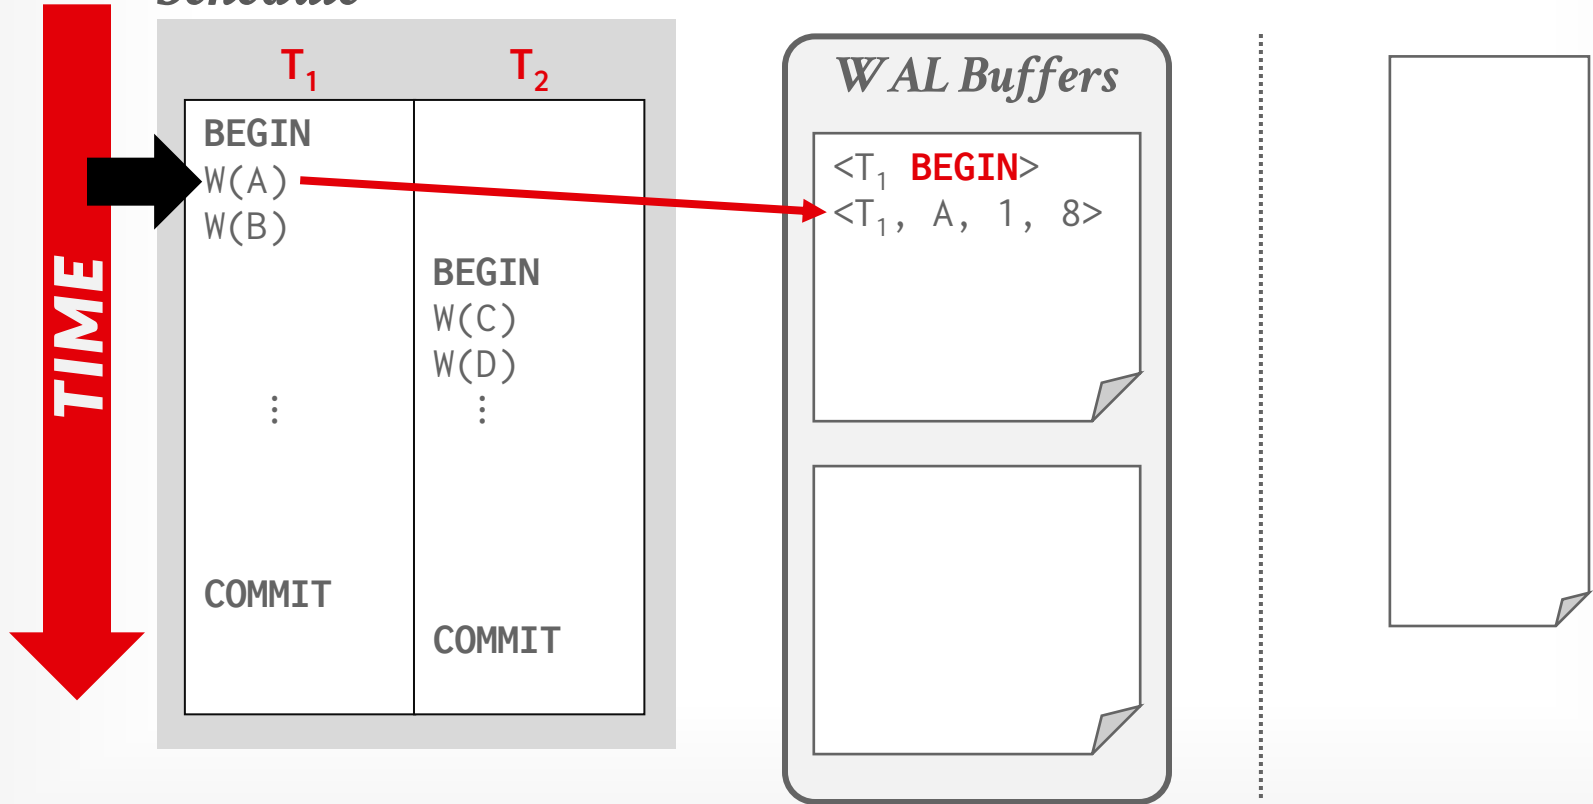 T1 T2
BEGIN
W(A)
W(B)
BEGIN
W(C)
W(D)
⋮ ⋮
COMMIT
COMMIT
TIME
WAL Buffers
<T1 BEGIN>
<T1, A, 1, 8>